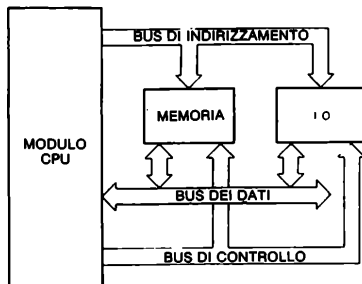 BUS DI INDIRIZZAMENTO
MEMORIA
I O
MODULO
CPU
BUS DEI DATI
BUS DI CONTROLLO